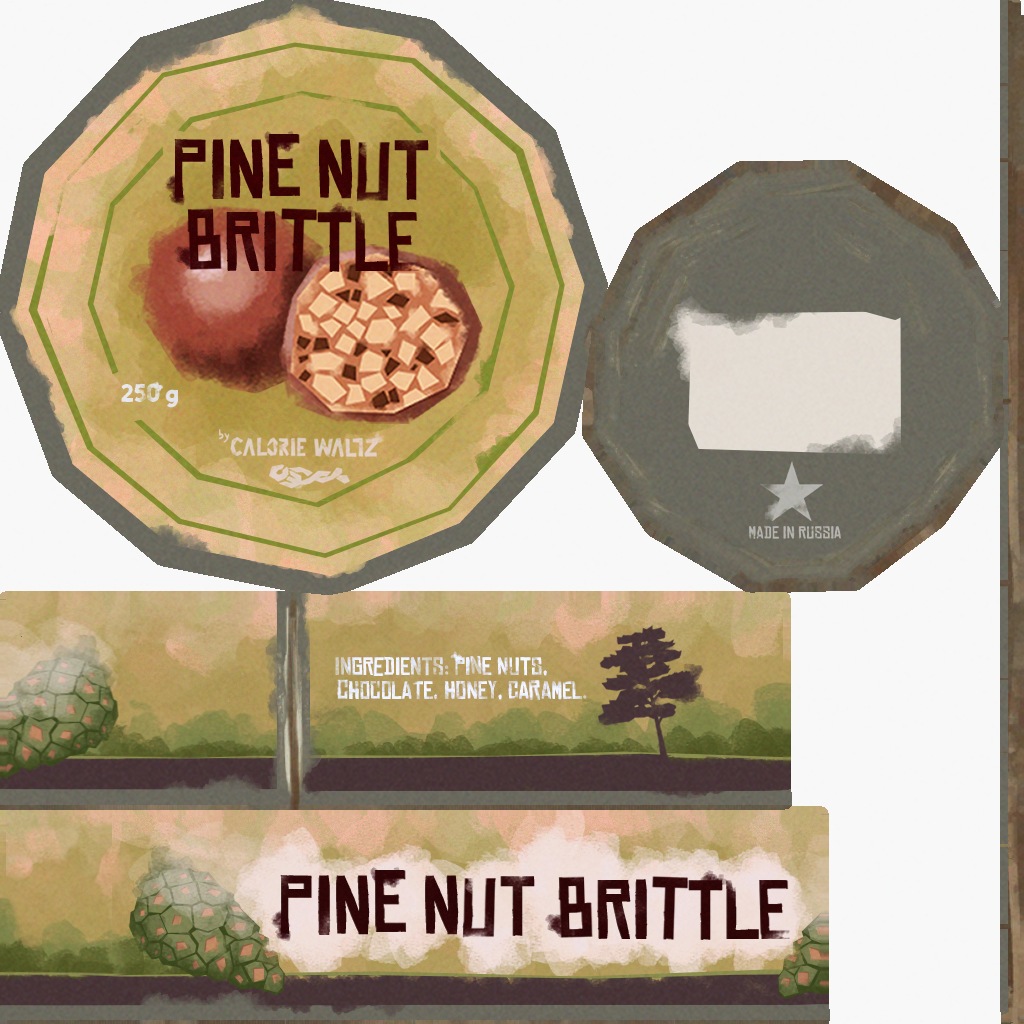 PINE NUT
BRITTLE
250 g
by CALORIE WALTZ
MADE IN RUSSIA
INGREDIENTS: PINE NUTS,
CHOCOLATE, HONEY, CARAMEL.
PINE NUT BRITTLE